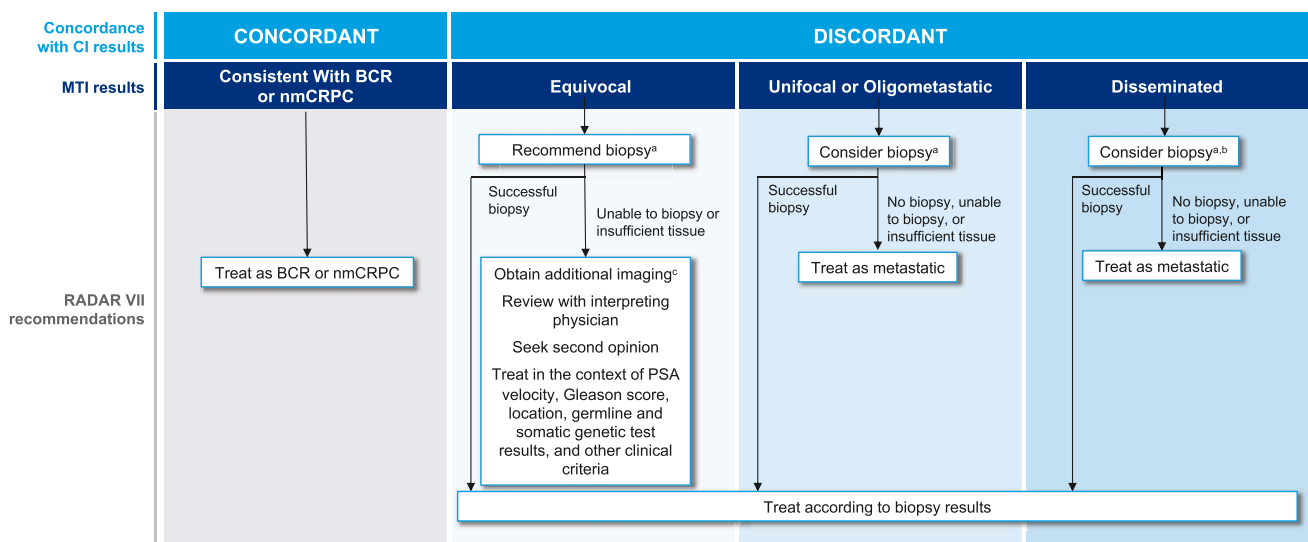 Concordance
with CI results
CONCORDANT
DISCORDANT
MTI results
Consistent With BCR
or nmCRPC
Equivocal
Unifocal or Oligometastatic
Disseminated
RADAR VII
recommendations
Treat as BCR or nmCRPC
Recommend biopsyᵃ
Successful
biopsy
Unable to biopsy or
insufficient tissue
Obtain additional imagingᶜ
Review with interpreting
physician
Seek second opinion
Treat in the context of PSA
velocity, Gleason score,
location, germline and
somatic genetic test
results, and other clinical
criteria
Consider biopsyᵃ
Successful
biopsy
No biopsy, unable
to biopsy, or
insufficient tissue
Treat as metastatic
Consider biopsyᵃ,ᵇ
Successful
biopsy
No biopsy, unable
to biopsy, or
insufficient tissue
Treat as metastatic
Treat according to biopsy results